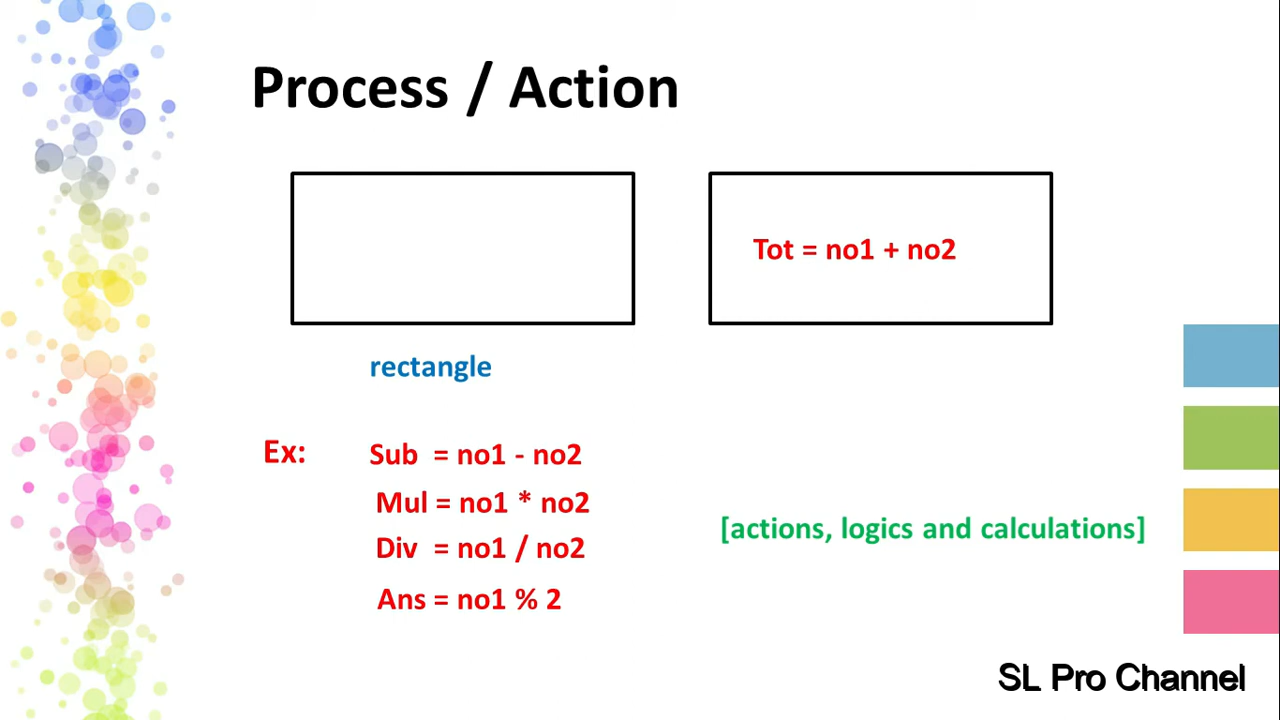 Process / Action
Tot = no1 + no2
rectangle
Ex: Sub = no1 - no2
Mul = no1 * no2
Div = no1 / no2
Ans = no1 % 2
[actions, logics and calculations]
SL Pro Channel